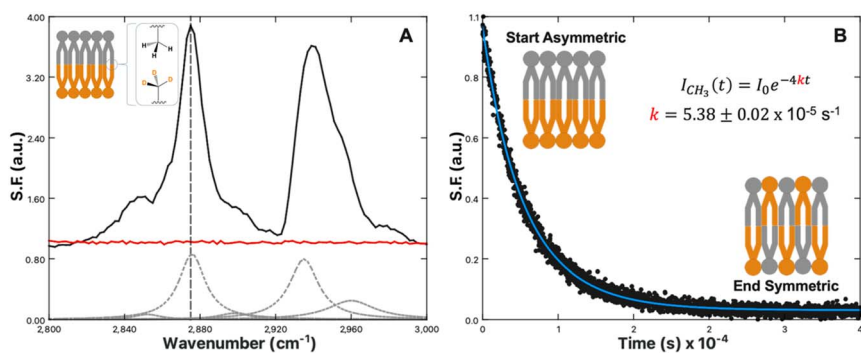 4.00
3.20
2.40
1.60
0.80
0.00
S.F. (a.u.)
A
H
H
H
D
D
D
2,800 2,840 2,880 2,920 2,960 3,000
Wavenumber (cm⁻¹)
1.1
0.9
0.7
0.4
0.2
0.0
S.F. (a.u.)
B
Start Asymmetric
I_{CH₃}(t) = I₀e^{−4kt}
k = 5.38 ± 0.02 x 10⁻⁵ s⁻¹
End Symmetric
0 1 2 3 4
Time (s) x 10⁻⁴